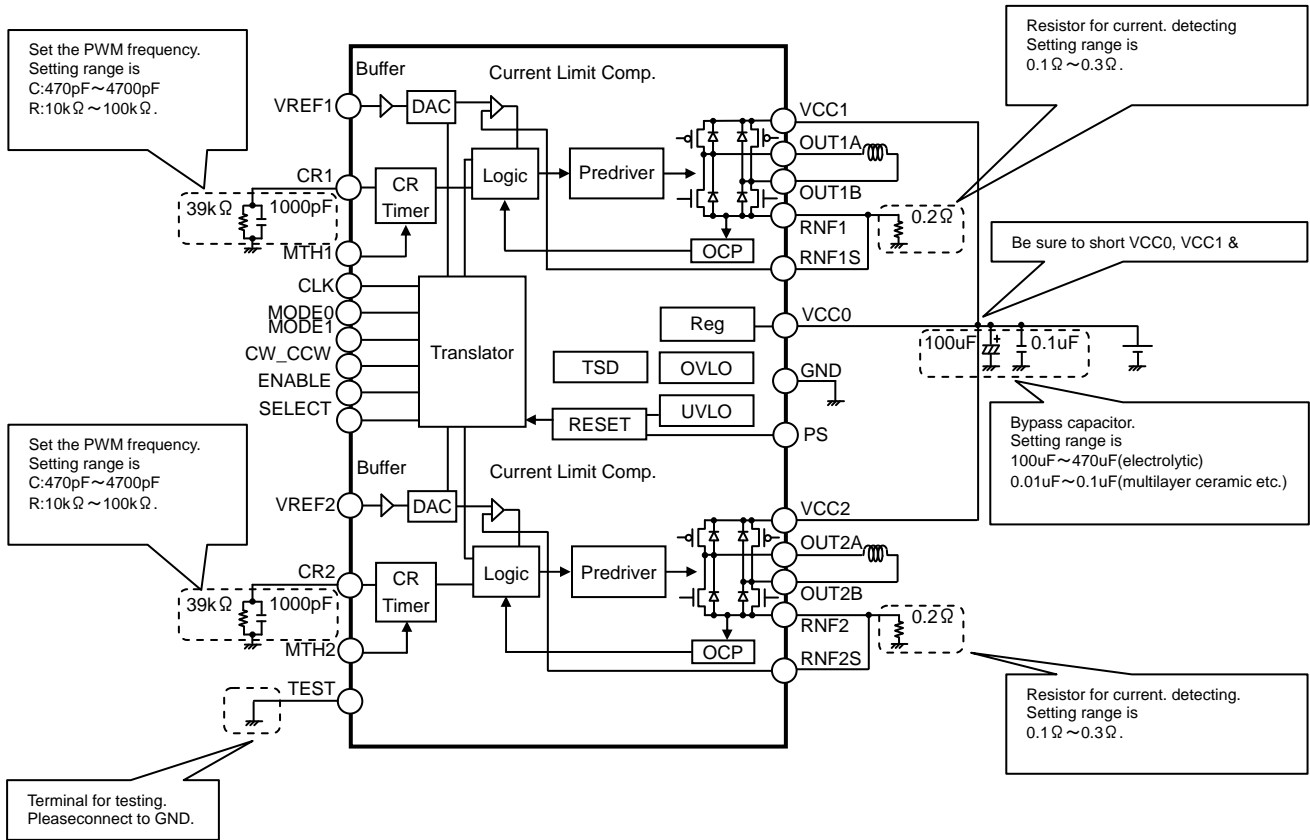 Set the PWM frequency.
Setting range is
C:470pF～4700pF
R:10kΩ～100kΩ.
Resistor for current. detecting
Setting range is
0.1Ω～0.3Ω.
Buffer
Current Limit Comp.
VREF1
DAC
VCC1
OUT1A
CR1
CR
Timer
Logic
Predriver
OUT1B
39kΩ
1000pF
RNF1
0.2Ω
MTH1
OCP
RNF1S
Be sure to short VCC0, VCC1 &
CLK
MODE0
MODE1
CW_CCW
ENABLE
SELECT
Translator
Reg
VCC0
100uF
+
0.1uF
TSD
OVLO
GND
UVLO
RESET
PS
Bypass capacitor.
Setting range is
100uF～470uF(electrolytic)
0.01uF～0.1uF(multilayer ceramic etc.)
Set the PWM frequency.
Setting range is
C:470pF～4700pF
R:10kΩ～100kΩ.
Buffer
Current Limit Comp.
VREF2
DAC
VCC2
OUT2A
CR2
CR
Timer
Logic
Predriver
OUT2B
39kΩ
1000pF
RNF2
0.2Ω
MTH2
OCP
RNF2S
TEST
Resistor for current. detecting.
Setting range is
0.1Ω～0.3Ω.
Terminal for testing.
Pleaseconnect to GND.